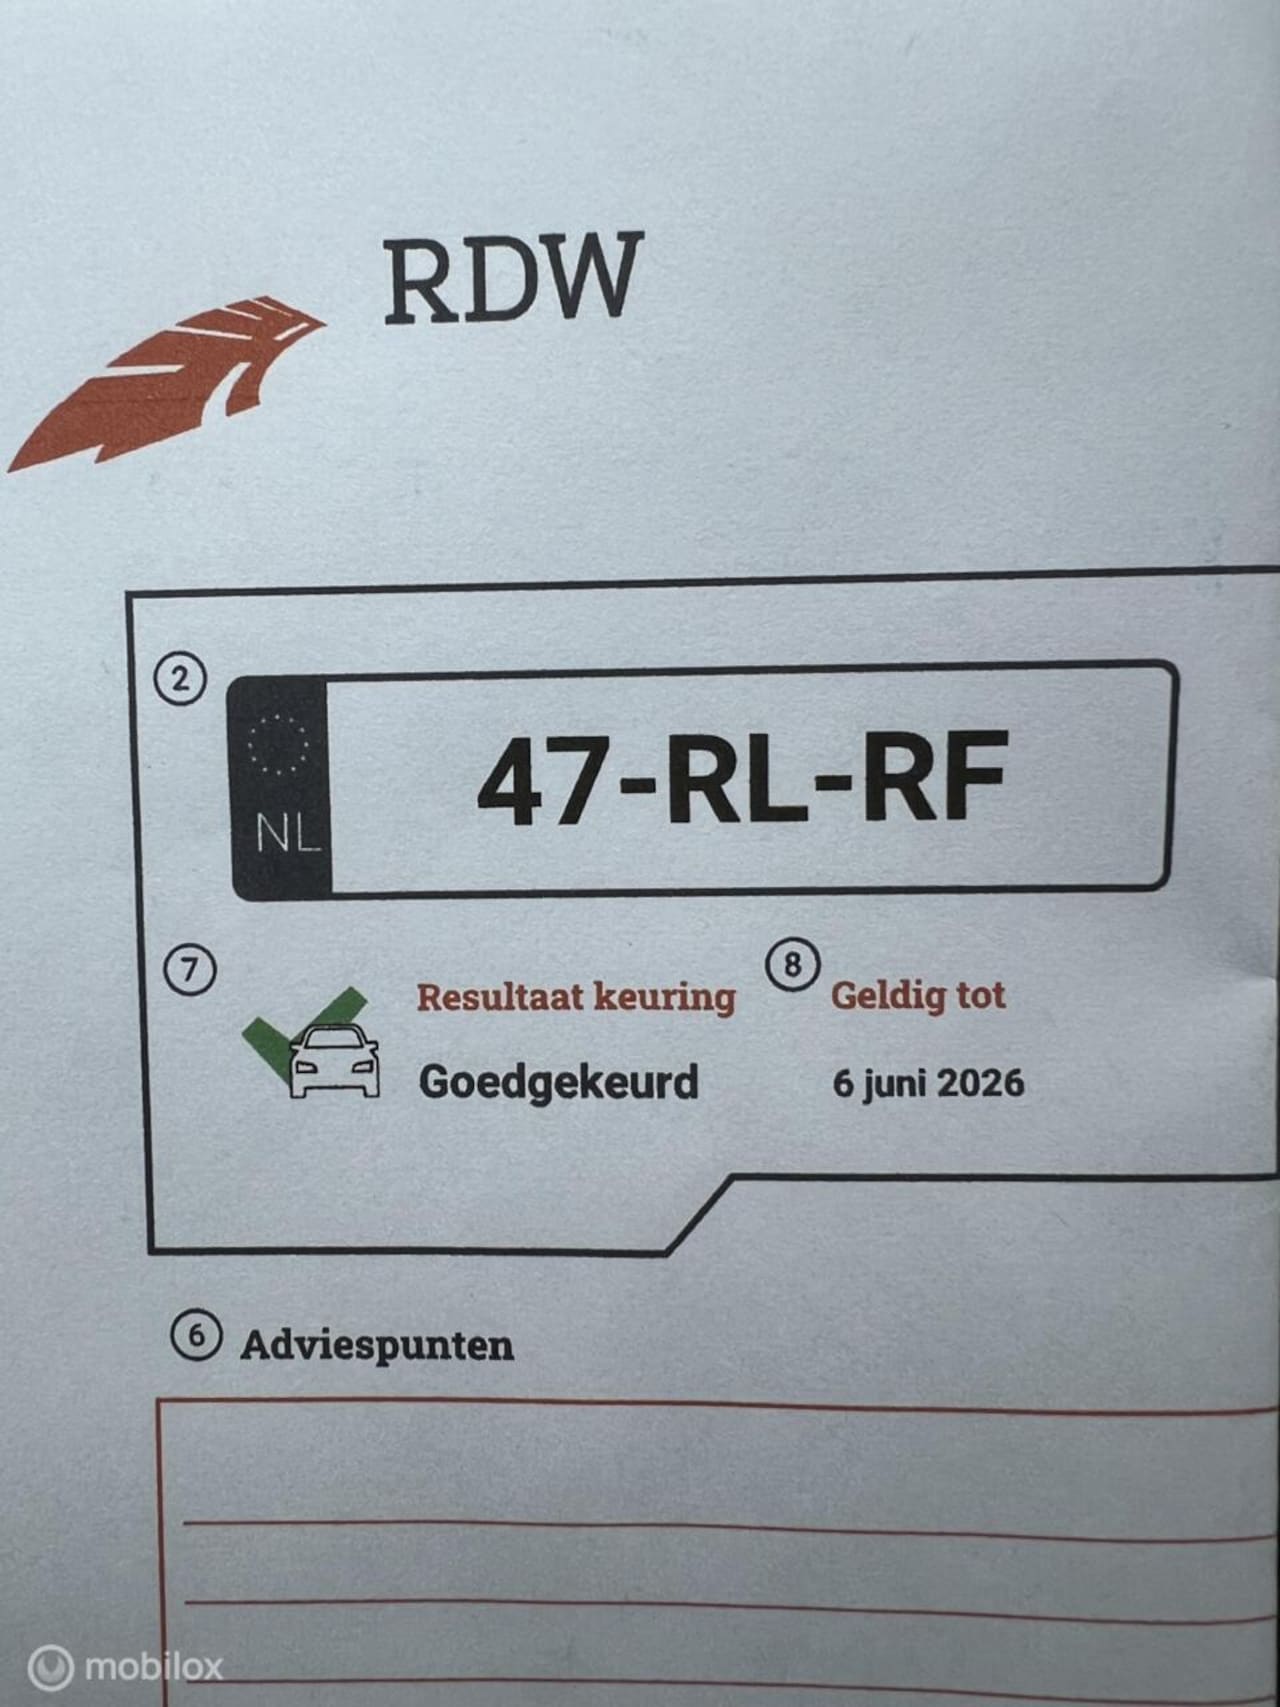 RDW
2
NL
47-RL-RF
7
Resultaat keuring
8
Geldig tot
Goedgekeurd
6 juni 2026
6 Adviespunten
mobilox